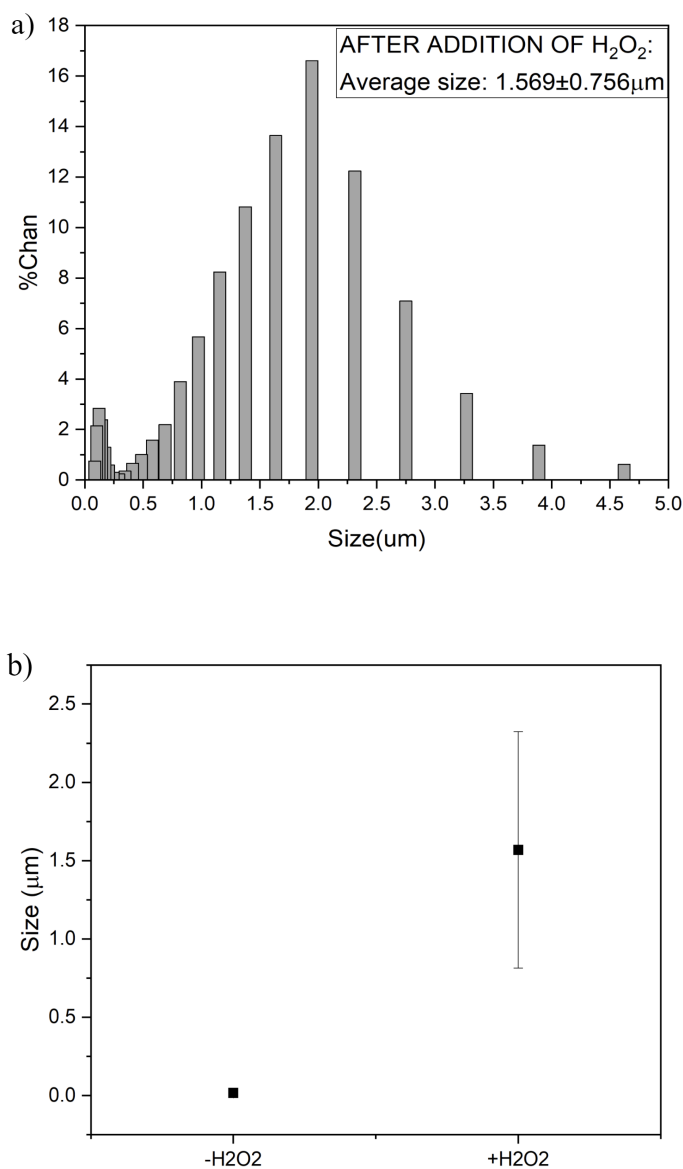 a)
18
16
14
12
10
8
6
4
2
0
%Chan
AFTER ADDITION OF H₂O₂:
Average size: 1.569±0.756μm
0.0 0.5 1.0 1.5 2.0 2.5 3.0 3.5 4.0 4.5 5.0
Size(um)
b)
2.5
2.0
1.5
1.0
0.5
0.0
Size (μm)
-H2O2 +H2O2